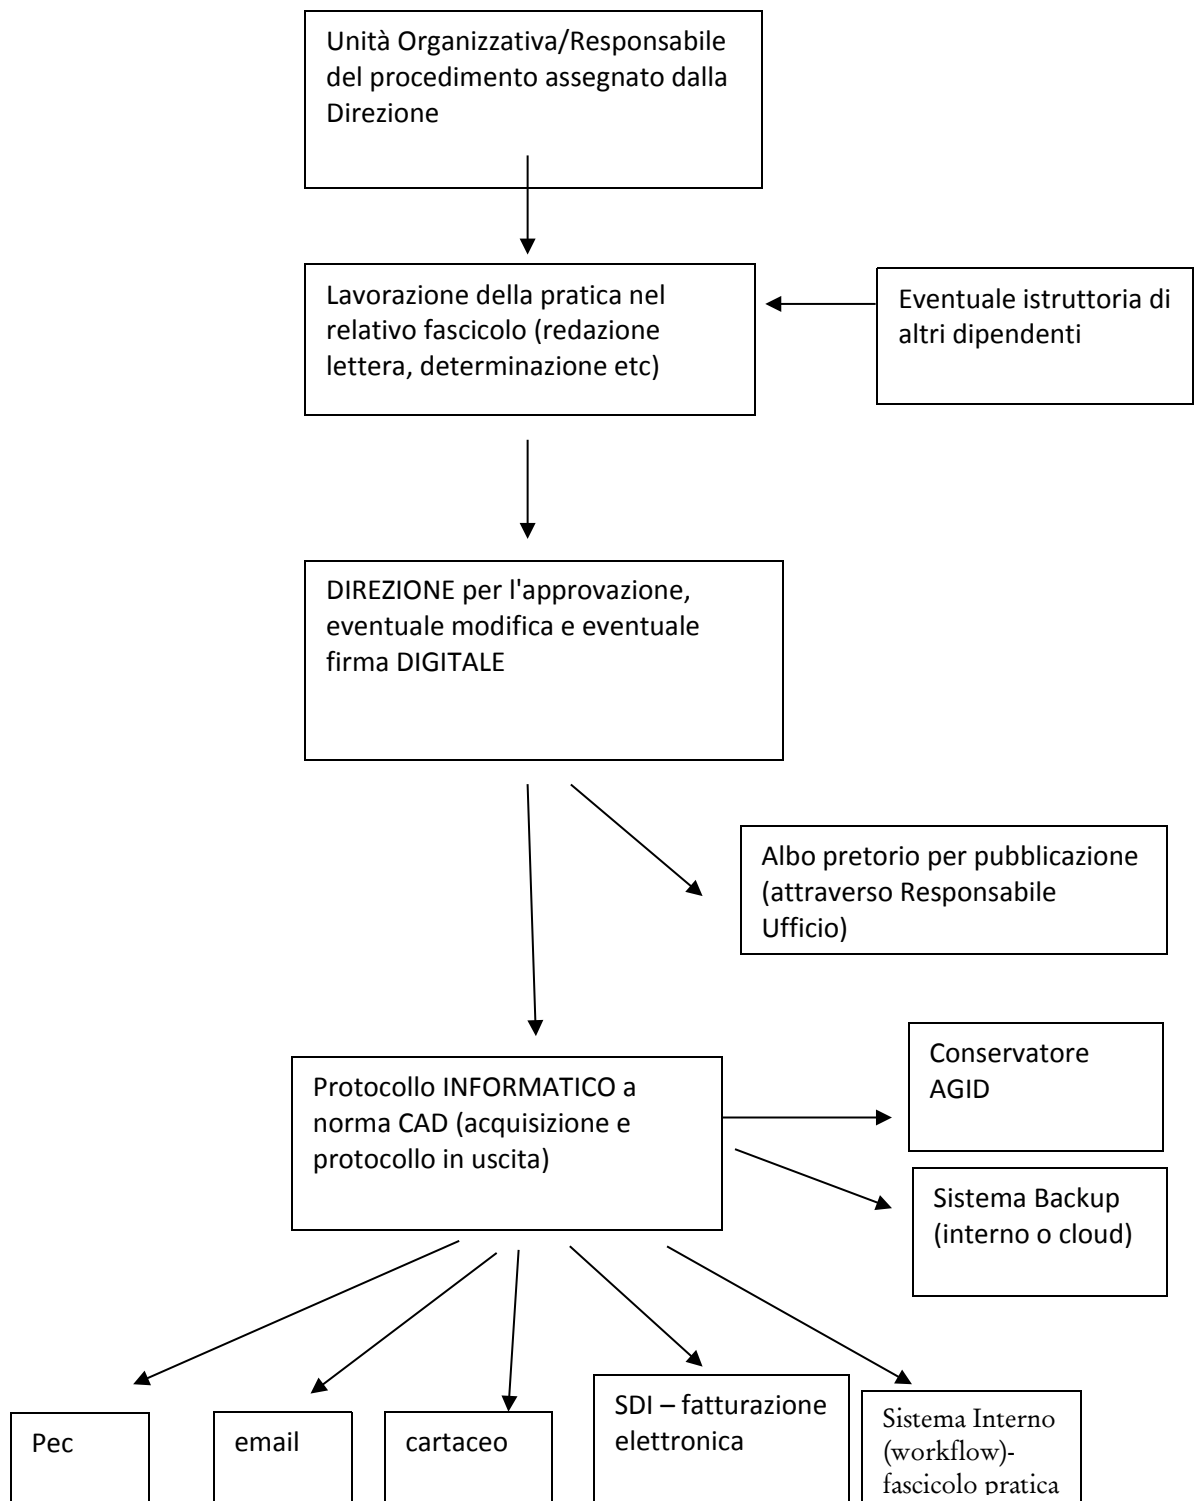 Unità Organizzativa/Responsabile
del procedimento assegnato dalla
Direzione
Lavorazione della pratica nel
relativo fascicolo (redazione
lettera, determinazione etc)
Eventuale istruttoria di
altri dipendenti
DIREZIONE per l'approvazione,
eventuale modifica e eventuale
firma DIGITALE
Albo pretorio per pubblicazione
(attraverso Responsabile
Ufficio)
Protocollo INFORMATICO a
norma CAD (acquisizione e
protocollo in uscita)
Conservatore
AGID
Sistema Backup
(interno o cloud)
Pec
email
cartaceo
SDI – fatturazione
elettronica
Sistema Interno
(workflow)-
fascicolo pratica